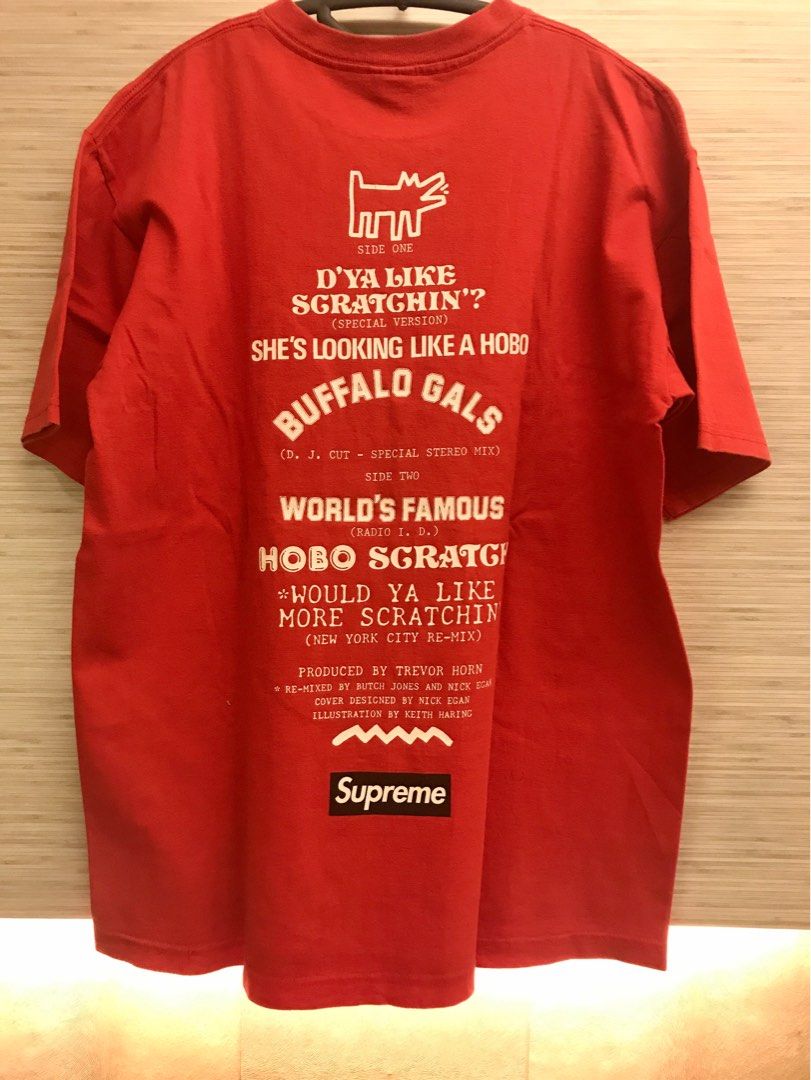 SIDE ONE
D'YA LIKE
SCRATCHIN'?
(SPECIAL VERSION)
SHE'S LOOKING LIKE A HOBO
BUFFALO GALS
(D. J. CUT - SPECIAL STEREO MIX)
SIDE TWO
WORLD'S FAMOUS
(RADIO I. D.)
HOBO SCRATCH
*WOULD YA LIKE
MORE SCRATCHIN
(NEW YORK CITY RE-MIX)
PRODUCED BY TREVOR HORN
* RE-MIXED BY BUTCH JONES AND NICK EGAN
COVER DESIGNED BY NICK EGAN
ILLUSTRATION BY KEITH HARING
Supreme